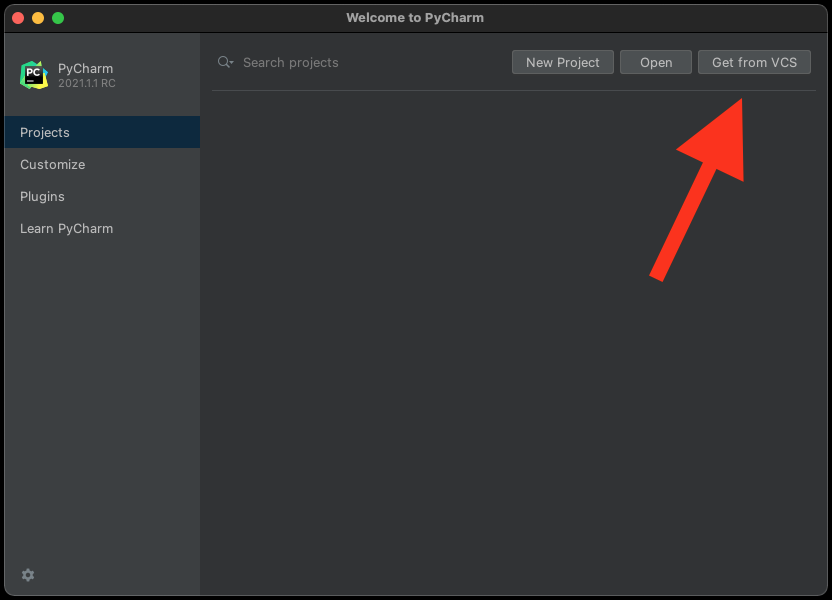 Welcome to PyCharm
PC
PyCharm
2021.1.1 RC
Search projects
New Project
Open
Get from VCS
Projects
Customize
Plugins
Learn PyCharm